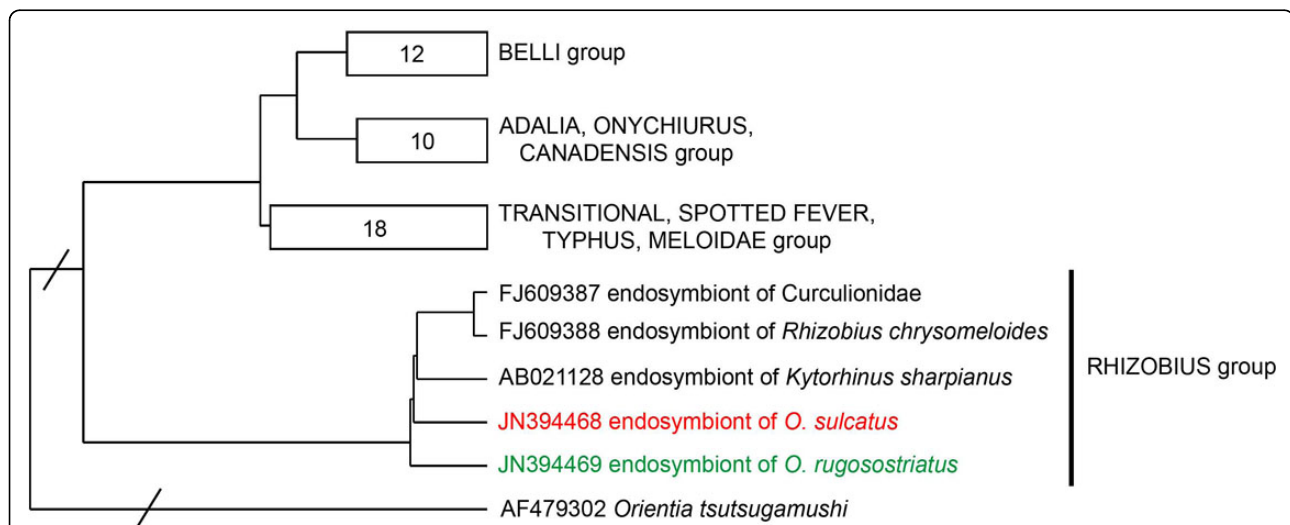 12
BELLI group
10
ADALIA, ONYCHIURUS,
CANADENSIS group
18
TRANSITIONAL, SPOTTED FEVER,
TYPHUS, MELOIDAE group
FJ609387 endosymbiont of Curculionidae
FJ609388 endosymbiont of Rhizobius chrysomeloides
AB021128 endosymbiont of Kytorhinus sharpianus
JN394468 endosymbiont of O. sulcatus
JN394469 endosymbiont of O. rugosostriatus
RHIZOBIUS group
AF479302 Orientia tsutsugamushi